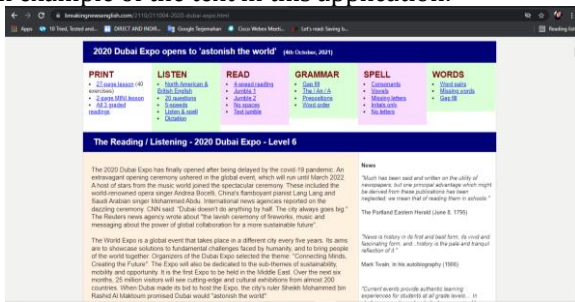 an example of the text in this application.
breakingnewsenglish.com/2110/211004-2020-dubai-expo.html
Apps
10 Tried, Tested and...
DIRECT AND INDIR...
Google Terjemahan
Cisco Webex Meeti...
Let's read: Saving b...
Reading list
2020 Dubai Expo opens to 'astonish the world' (4th October, 2021)
PRINT
27-page lesson (40 exercises)
2-page MINI lesson
All 3 graded readings
LISTEN
North American & British English
20 questions
5-speeds
Listen & spell
Dictation
READ
4-speed reading
Jumble 1
Jumble 2
No spaces
Text jumble
GRAMMAR
Gap fill
The / An / A
Prepositions
Word order
SPELL
Consonants
Vowels
Missing letters
Initials only
No letters
WORDS
Word pairs
Missing words
Gap fill
The Reading / Listening - 2020 Dubai Expo - Level 6
The 2020 Dubai Expo has finally opened after being delayed by the covid-19 pandemic. An
extravagant opening ceremony ushered in the global event, which will run until March 2022.
A host of stars from the music world joined the spectacular ceremony. These included the
world-renowned opera singer Andrea Bocelli, China's flamboyant pianist Lang Lang and
Saudi Arabian singer Mohammed Abdu. International news agencies reported on the
dazzling ceremony. CNN said: "Dubai doesn't do anything by half. The city always goes big."
The Reuters news agency wrote about "the lavish ceremony of fireworks, music and
messaging about the power of global collaboration for a more sustainable future".
The World Expo is a global event that takes place in a different city every five years. Its aims
are to showcase solutions to fundamental challenges faced by humanity, and to bring people
of the world together. Organizers of the Dubai Expo selected the theme: "Connecting Minds,
Creating the Future". The Expo will also be dedicated to the sub-themes of sustainability,
mobility and opportunity. It is the first Expo to be held in the Middle East. Over the next six
months, 25 million visitors will see cutting-edge and cultural exhibitions from almost 200
countries. When Dubai made its bid to host the Expo, the city's ruler Sheikh Mohammed bin
Rashid Al Maktoum promised Dubai would "astonish the world".
News
"Much has been said and written on the utility of
newspapers; but one principal advantage which might
be derived from these publications has been
neglected; we mean that of reading them in schools."
The Portland Eastern Herald (June 8, 1795)
"News is history in its first and best form, its vivid and
fascinating form, and... history is the pale and tranquil
reflection of it."
Mark Twain, in his autobiography (1906)
"Current events provide authentic learning
experiences for students at all grade levels.... In